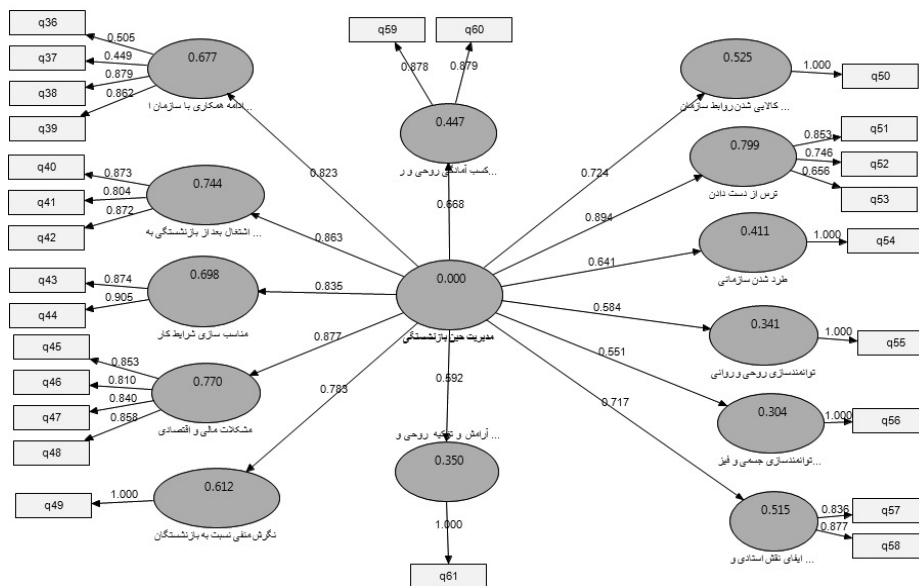 q36
q37
q38
q39
0.505
0.449
0.879
0.862
0.677
ادامه همکاری با سازمان ا...
0.823
q40
q41
q42
0.873
0.804
0.872
0.744
اشتغال بعد از بازنشستگی به ...
0.863
q43
q44
0.874
0.905
0.698
مناسب سازی شرایط کار
0.835
q45
q46
q47
q48
0.853
0.810
0.840
0.858
0.770
مشکلات مالی و اقتصادی
0.877
q49
1.000
0.612
نگرش منفی نسبت به بازنشستگان
0.783
q59
q60
0.878
0.879
0.447
کسب آمادگی روحی و ر...
0.668
0.000
مدیریت حین بازنشستگی
0.592
آرامش و تزکیه روحی و ...
0.350
1.000
q61
0.525
1.000
q50
کالایی شدن روابط سازمان ...
0.724
0.799
0.853
0.746
0.656
q51
q52
q53
ترس از دست دادن
0.894
0.411
1.000
q54
طرد شدن سازمانی
0.641
0.341
1.000
q55
توانمندسازی روحی و روانی
0.584
0.304
1.000
q56
توانمندسازی جسمی و فیز...
0.551
0.515
0.836
0.877
q57
q58
ایفای نقش استادی و ...
0.717